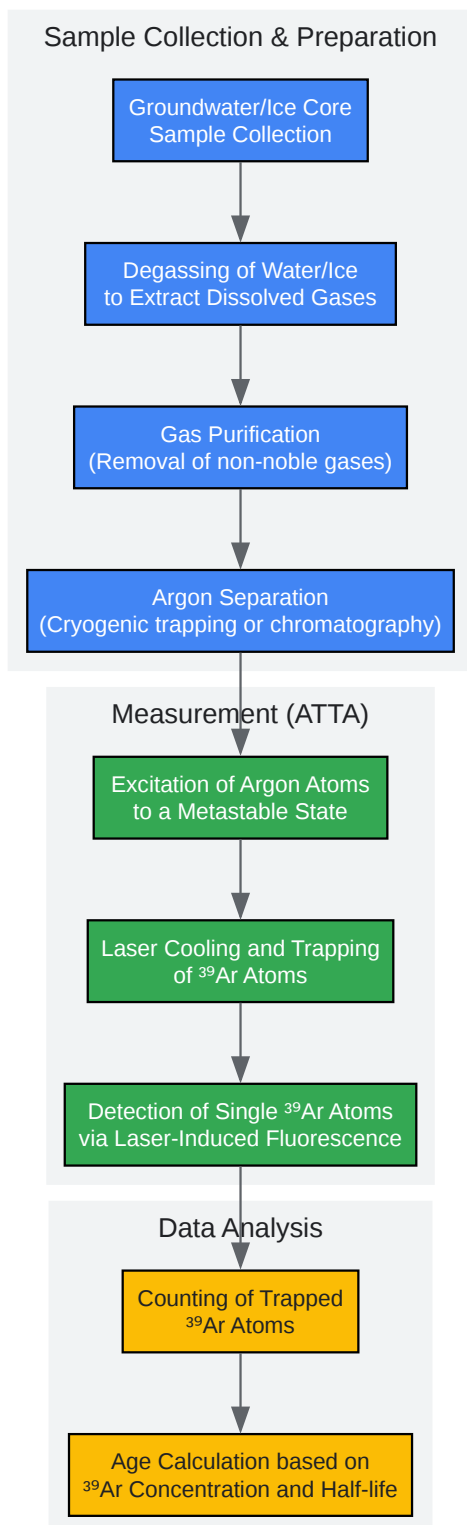 Sample Collection & Preparation
Groundwater/Ice Core
Sample Collection
Degassing of Water/Ice
to Extract Dissolved Gases
Gas Purification
(Removal of non-noble gases)
Argon Separation
(Cryogenic trapping or chromatography)
Measurement (ATTA)
Excitation of Argon Atoms
to a Metastable State
Laser Cooling and Trapping
of ³⁹Ar Atoms
Detection of Single ³⁹Ar Atoms
via Laser-Induced Fluorescence
Data Analysis
Counting of Trapped
³⁹Ar Atoms
Age Calculation based on
³⁹Ar Concentration and Half-life